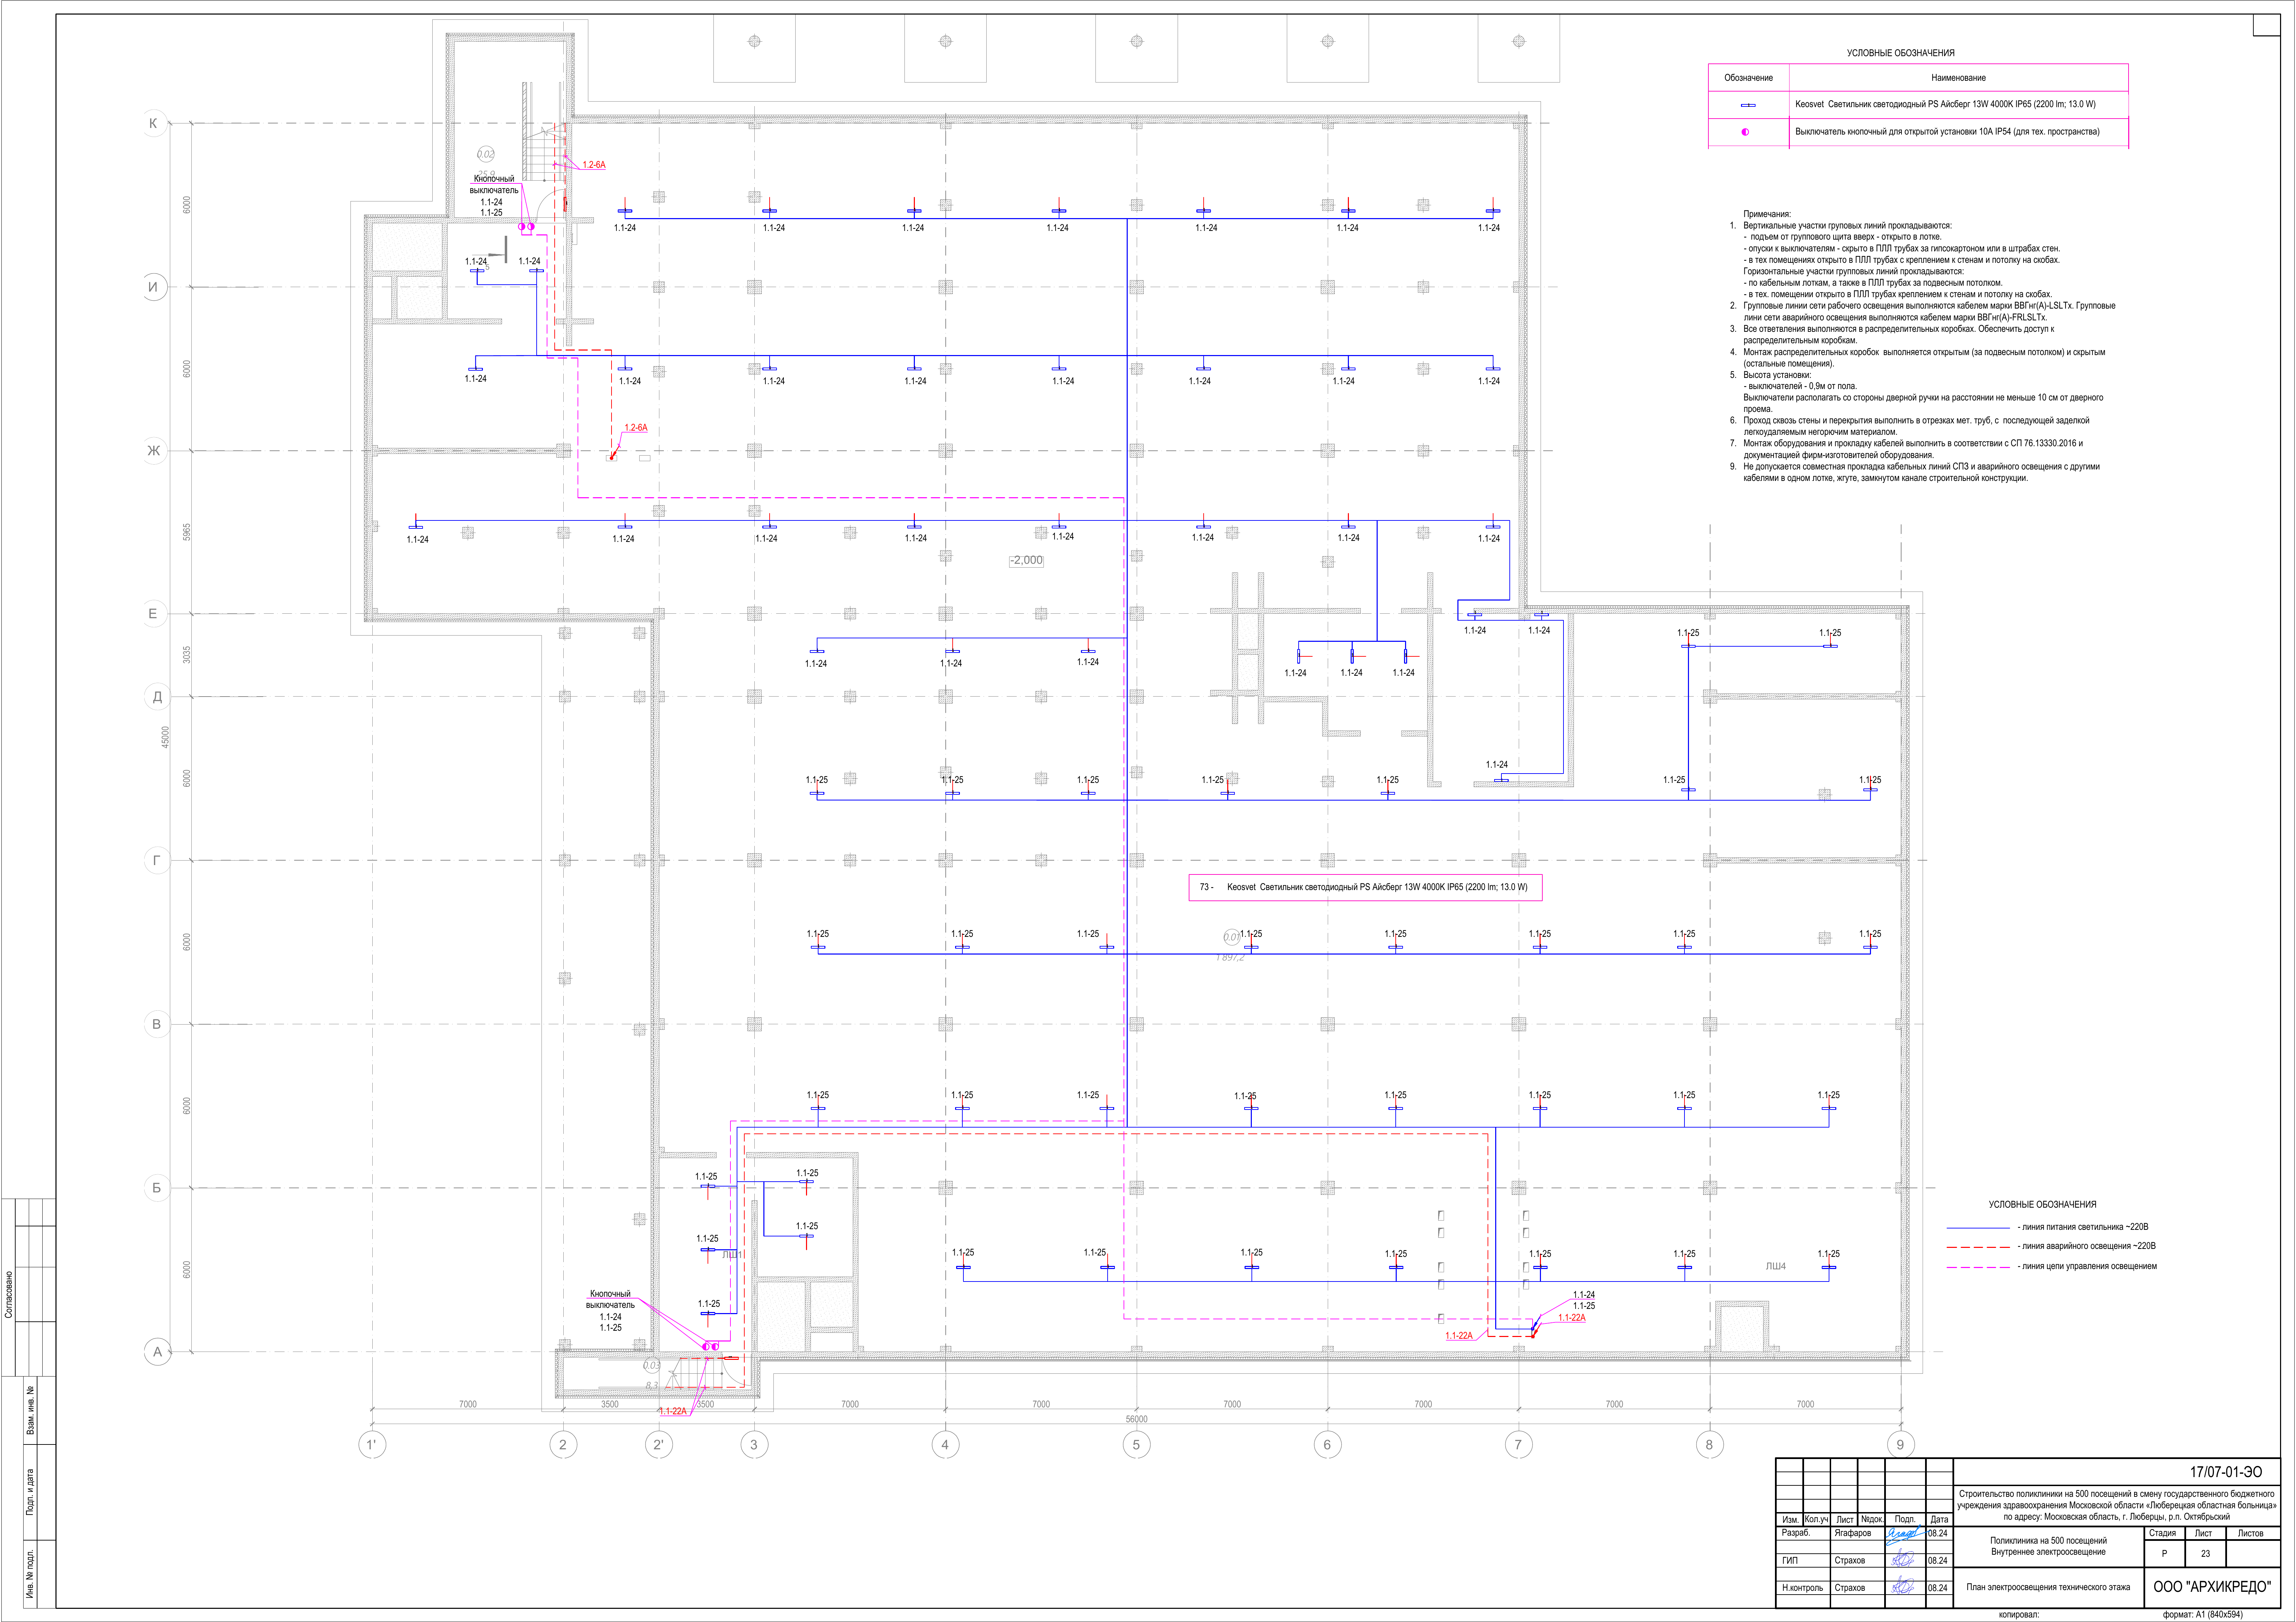 УСЛОВНЫЕ ОБОЗНАЧЕНИЯ
Обозначение Наименование
Keosvet Светильник светодиодный PS Айсберг 13W 4000K IP65 (2200 lm; 13.0 W)
Выключатель кнопочный для открытой установки 10А IP54 (для тех. пространства)
Примечания:
1. Вертикальные участки груповых линий прокладываются:
- подъем от группового щита вверх - открыто в лотке.
- опуски к выключателям - скрыто в ПЛЛ трубах за гипсокартоном или в штрабах стен.
- в тех помещениях открыто в ПЛЛ трубах с креплением к стенам и потолку на скобах.
Горизонтальные участки групповых линий прокладываются:
- по кабельным лоткам, а также в ПЛЛ трубах за подвесным потолком.
- в тех. помещении открыто в ПЛЛ трубах креплением к стенам и потолку на скобах.
2. Групповые линии сети рабочего освещения выполняются кабелем марки ВВГнг(А)-LSLTx. Групповые
лини сети аварийного освещения выполняются кабелем марки ВВГнг(А)-FRLSLTx.
3. Все ответвления выполняются в распределительных коробках. Обеспечить доступ к
распределительным коробкам.
4. Монтаж распределительных коробок выполняется открытым (за подвесным потолком) и скрытым
(остальные помещения).
5. Высота установки:
- выключателей - 0,9м от пола.
Выключатели располагать со стороны дверной ручки на расстоянии не меньше 10 см от дверного
проема.
6. Проход сквозь стены и перекрытия выполнить в отрезках мет. труб, с последующей заделкой
легкоудаляемым негорючим материалом.
7. Монтаж оборудования и прокладку кабелей выполнить в соответствии с СП 76.13330.2016 и
документацией фирм-изготовителей оборудования.
9. Не допускается совместная прокладка кабельных линий СПЗ и аварийного освещения с другими
кабелями в одном лотке, жгуте, замкнутом канале строительной конструкции.
К
0.02
25,9
1.2-6А
Кнопочный
выключатель
1.1-24
1.1-25
6000
1.1-24 1.1-24 1.1-24 1.1-24 1.1-24 1.1-24 1.1-24
1.1-24 1.1-24
И
6000
1.1-24 1.1-24 1.1-24 1.1-24 1.1-24 1.1-24 1.1-24 1.1-24
1.2-6А
Ж
5965
1.1-24 1.1-24 1.1-24 1.1-24 1.1-24 1.1-24 1.1-24 1.1-24
-2,000
Е
1.1-24 1.1-24 1.1-25 1.1-25
3035
1.1-24 1.1-24 1.1-24
1.1-24 1.1-24 1.1-24
Д
45000
1.1-24
6000
1.1-25 1.1-25 1.1-25 1.1-25 1.1-25 1.1-25 1.1-25
Г
73 - Keosvet Светильник светодиодный PS Айсберг 13W 4000K IP65 (2200 lm; 13.0 W)
6000
1.1-25 1.1-25 1.1-25 0.01 1.1-25 1.1-25 1.1-25 1.1-25 1.1-25
1 897,2
В
6000
1.1-25 1.1-25 1.1-25 1.1-25 1.1-25 1.1-25 1.1-25 1.1-25
Б
1.1-25 1.1-25
1.1-25
1.1-25
ЛШ1
6000
1.1-25 1.1-25 1.1-25 1.1-25 1.1-25 1.1-25 1.1-25
ЛШ4
1.1-25
Кнопочный
выключатель
1.1-24
1.1-25
1.1-24
1.1-25
1.1-22А
1.1-22А
А
0.03
8,3
1.1-22А
7000 3500 3500 7000 7000 7000 7000 7000 7000
56000
1' 2 2' 3 4 5 6 7 8 9
УСЛОВНЫЕ ОБОЗНАЧЕНИЯ
- линия питания светильника ~220В
- линия аварийного освещения ~220В
- линия цепи управления освещением
Согласовано
Взам. инв. №
Подп. и дата
Инв. № подл.
17/07-01-ЭО
Строительство поликлиники на 500 посещений в смену государственного бюджетного
учреждения здравоохранения Московской области «Люберецкая областная больница»
по адресу: Московская область, г. Люберцы, р.п. Октябрьский
Изм. Кол.уч Лист №док. Подп. Дата
Разраб. Ягафаров 08.24
ГИП Страхов 08.24
Н.контроль Страхов 08.24
Поликлиника на 500 посещений
Внутреннее электроосвещение
Стадия Лист Листов
Р 23
План электроосвещения технического этажа
ООО "АРХИКРЕДО"
копировал: формат: А1 (840x594)